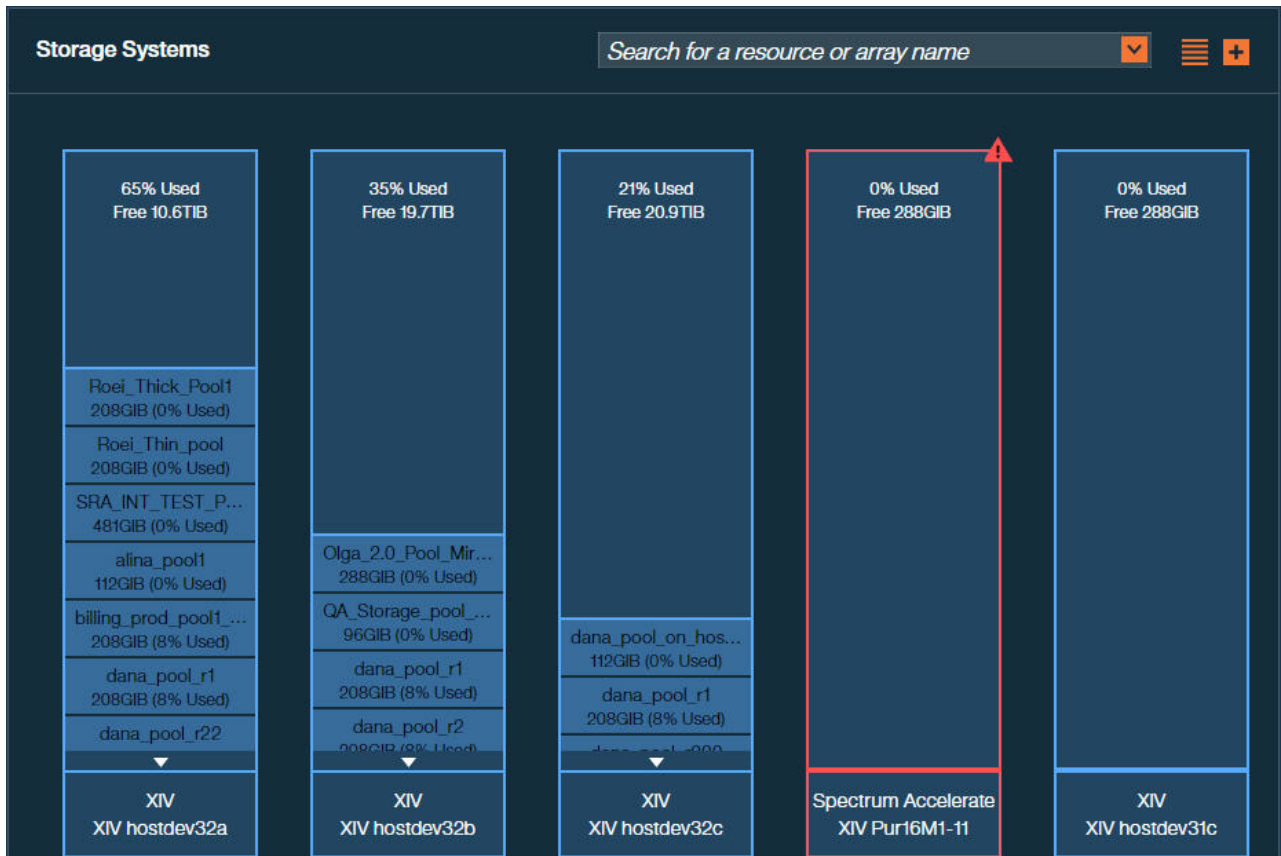 Storage Systems
Search for a resource or array name
65% Used
Free 10.6TIB
Roei_Thick_Pool1
208GIB (0% Used)
Roei_Thin_pool
208GIB (0% Used)
SRA_INT_TEST_P...
481GIB (0% Used)
alina_pool1
112GIB (0% Used)
billing_prod_pool1_...
208GIB (8% Used)
dana_pool_r1
208GIB (8% Used)
dana_pool_r22
XIV
XIV hostdev32a
35% Used
Free 19.7TIB
Olga_2.0_Pool_Mir...
288GIB (0% Used)
QA_Storage_pool_...
96GIB (0% Used)
dana_pool_r1
208GIB (8% Used)
dana_pool_r2
208GIB (8% Used)
XIV
XIV hostdev32b
21% Used
Free 20.9TIB
dana_pool_on_hos...
112GIB (0% Used)
dana_pool_r1
208GIB (8% Used)
XIV
XIV hostdev32c
0% Used
Free 288GIB
Spectrum Accelerate
XIV Pur16M1-11
0% Used
Free 288GIB
XIV
XIV hostdev31c